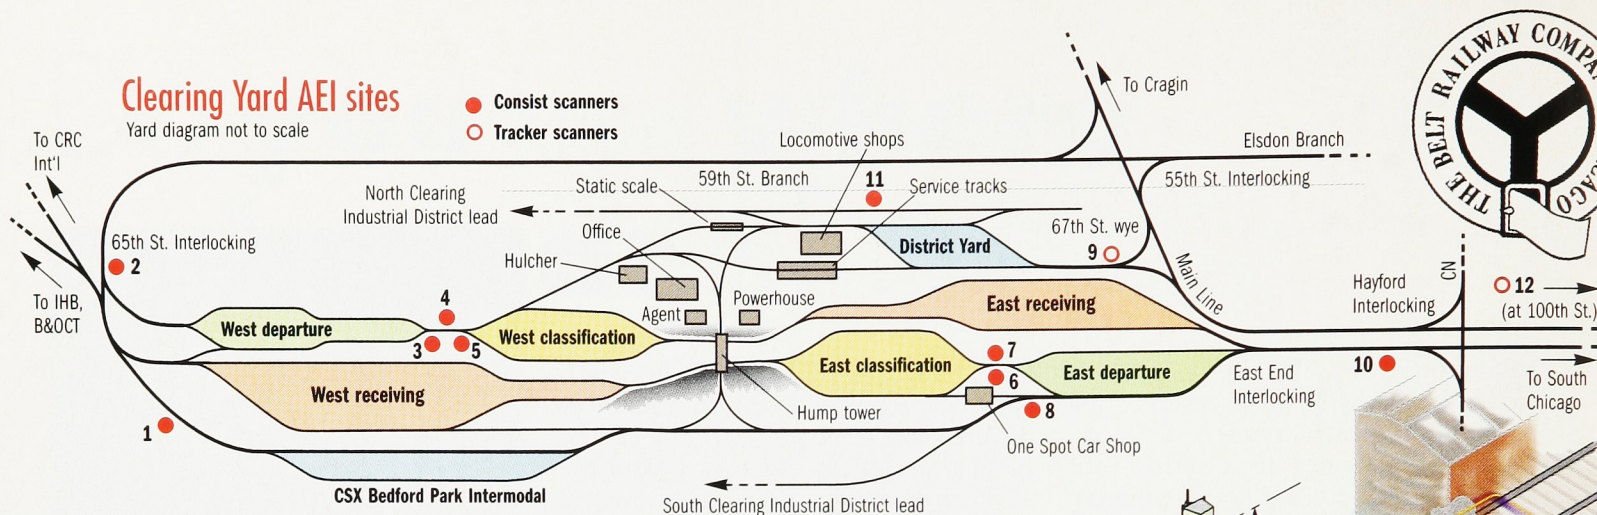 Clearing Yard AEI sites
Yard diagram not to scale
Consist scanners
Tracker scanners
THE BELT RAILWAY COMPA
CAGO
To Cragin
To CRC
Int'l
Locomotive shops
Elsdon Branch
North Clearing
Industrial District lead
Static scale
59th St. Branch
11
Service tracks
55th St. Interlocking
65th St. Interlocking
2
Office
Hulcher
District Yard
67th St. wye
9
Main Line
Hayford
Interlocking
CN
12
(at 100th St.)
To IHB,
B&OCT
4
West departure
3
5
West classification
Agent
Powerhouse
East receiving
7
East classification
6
East departure
10
East End
Interlocking
To South
Chicago
West receiving
1
Hump tower
8
One Spot Car Shop
CSX Bedford Park Intermodal
South Clearing Industrial District lead